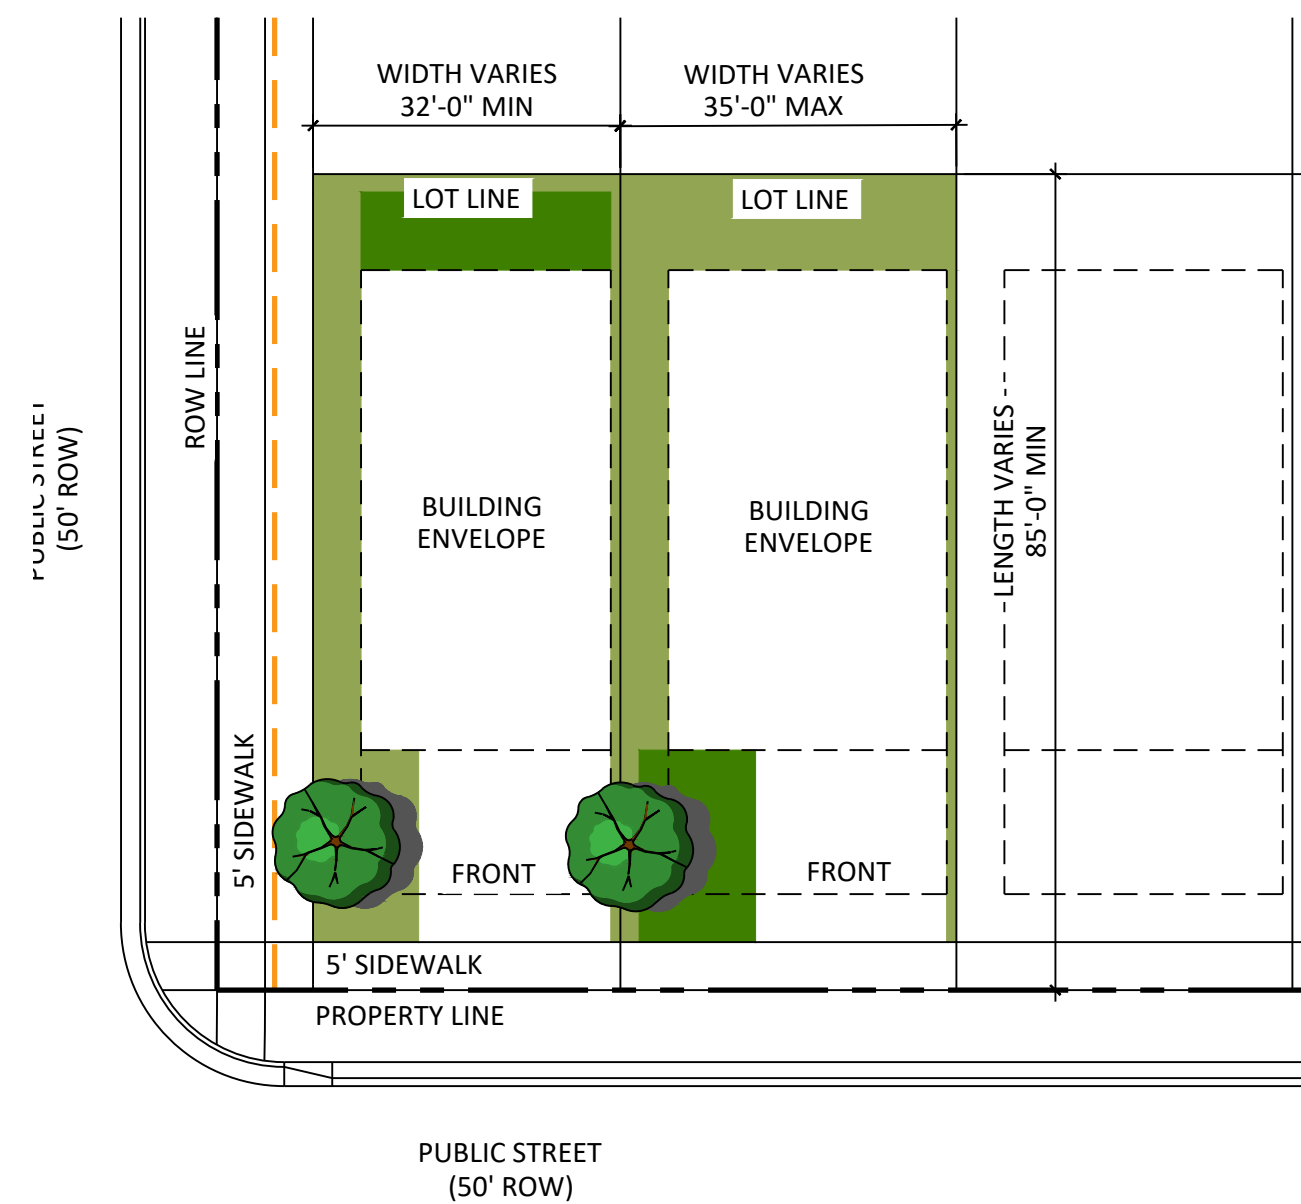 WIDTH VARIES
32'-0" MIN
WIDTH VARIES
35'-0" MAX
LOT LINE
LOT LINE
ROW LINE
PUBLIC STREET
(50' ROW)
BUILDING
ENVELOPE
BUILDING
ENVELOPE
LENGTH VARIES
85'-0" MIN
5' SIDEWALK
FRONT
FRONT
5' SIDEWALK
PROPERTY LINE
PUBLIC STREET
(50' ROW)